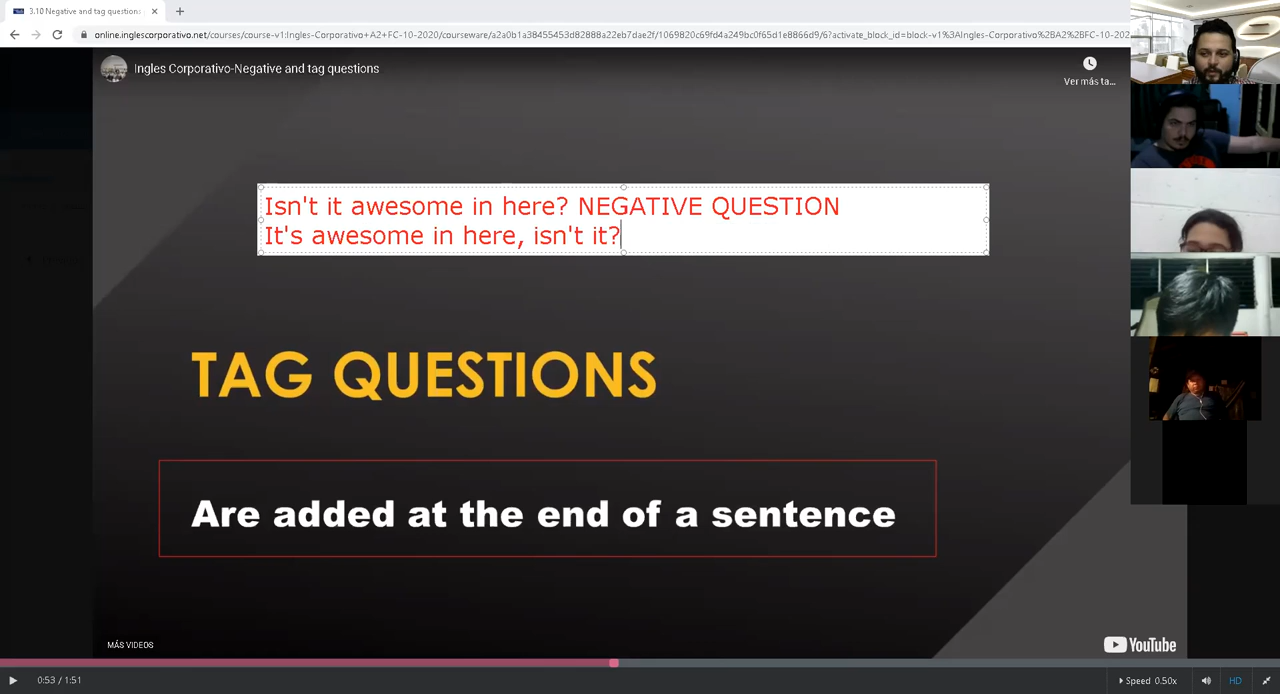 3.10 Negative and tag questions
online.inglescorporativo.net/courses/course-v1:Ingles-Corporativo+A2+FC-10-2020/courseware/a2a0b1a38455453d82888a22eb7dae2f/1069820c69fd4a249bc0f65d1e8866d9/6?activate_block_id=block-v1%3AIngles-Corporativo%2BA2%2BFC-10-202
Ingles Corporativo-Negative and tag questions
Ver más ta...
Isn't it awesome in here? NEGATIVE QUESTION
It's awesome in here, isn't it?
TAG QUESTIONS
Are added at the end of a sentence
MÁS VIDEOS
YouTube
0:53 / 1:51
Speed 0.50x
HD